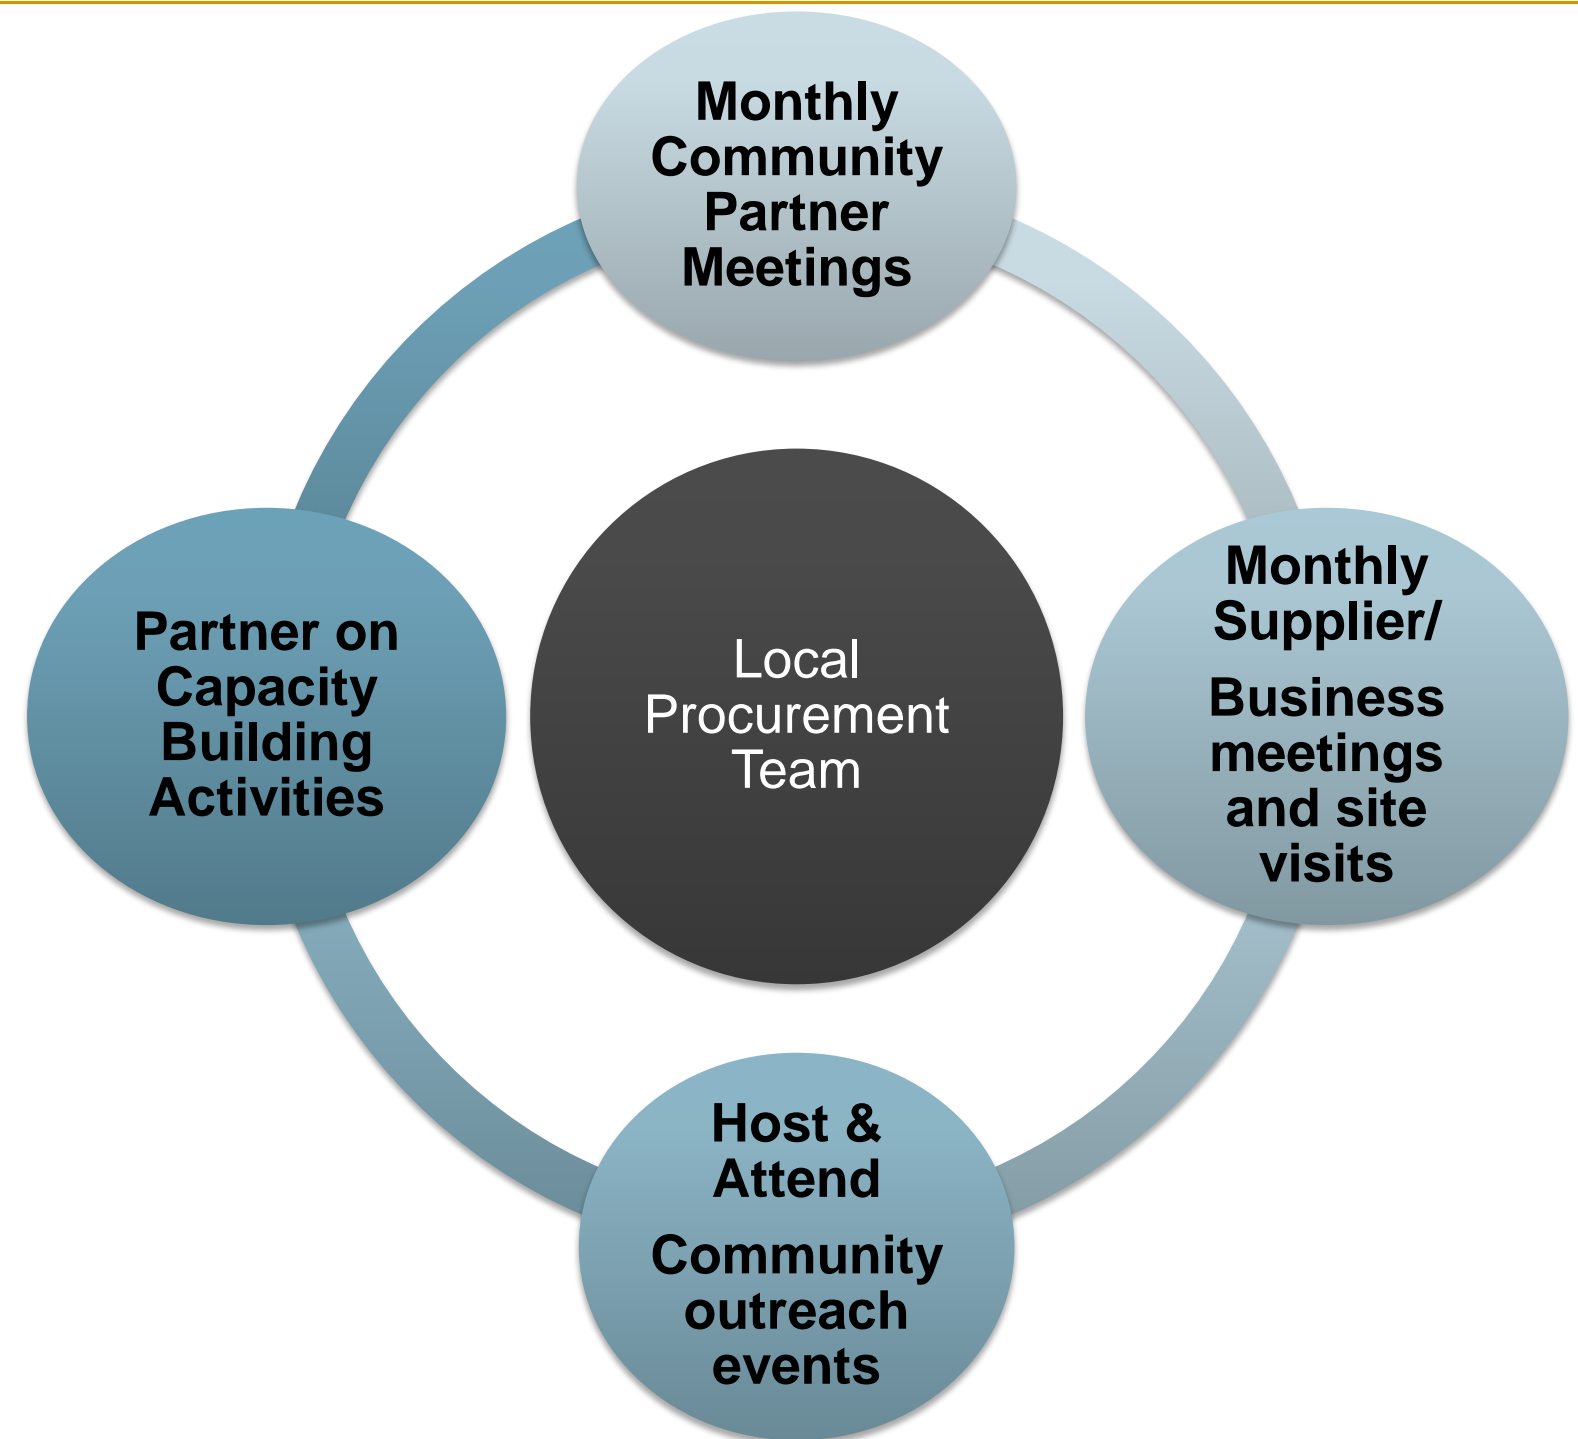 Monthly
Community
Partner
Meetings
Partner on
Capacity
Building
Activities
Local
Procurement
Team
Monthly
Supplier/
Business
meetings
and site
visits
Host &
Attend
Community
outreach
events